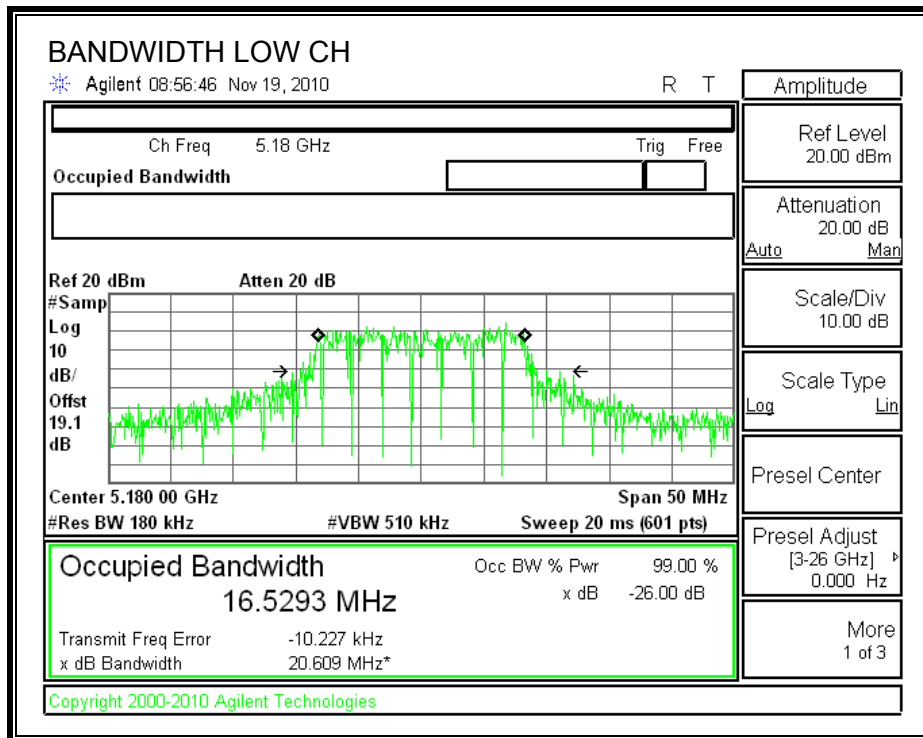 BANDWIDTH LOW CH
Agilent 08:56:46 Nov 19, 2010 R T
Ch Freq 5.18 GHz Trig Free
Occupied Bandwidth
Ref 20 dBm Atten 20 dB
#Samp
Log
10
dB/
Offst
19.1
dB
Center 5.180 00 GHz Span 50 MHz
#Res BW 180 kHz #VBW 510 kHz Sweep 20 ms (601 pts)
Occupied Bandwidth Occ BW % Pwr 99.00 %
16.5293 MHz x dB -26.00 dB
Transmit Freq Error -10.227 kHz
x dB Bandwidth 20.609 MHz*
Copyright 2000-2010 Agilent Technologies
Amplitude
Ref Level
20.00 dBm
Attenuation
20.00 dB
Auto Man
Scale/Div
10.00 dB
Scale Type
Log Lin
Presel Center
Presel Adjust
[3-26 GHz]
0.000 Hz
More
1 of 3